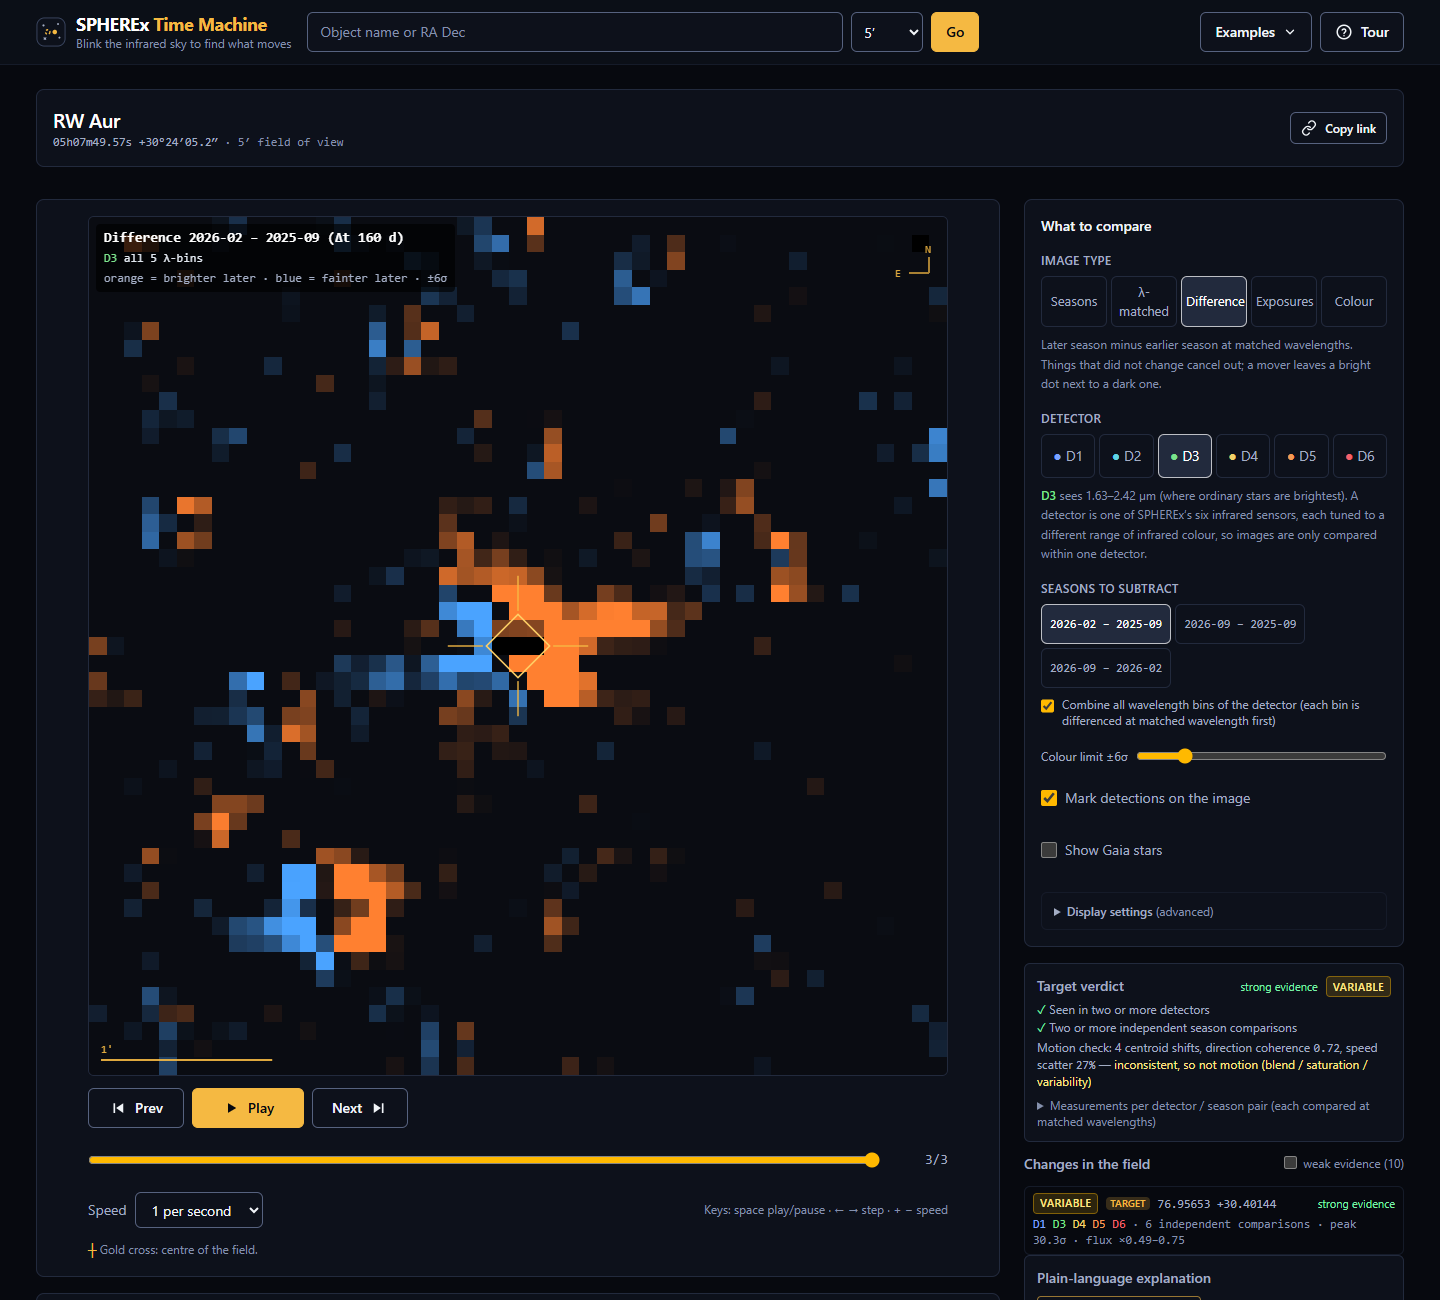 SPHEREx Time Machine
Blink the infrared sky to find what moves
Object name or RA Dec
5′
Go
Examples
Tour
RW Aur
05h07m49.57s +30°24′05.2″ · 5′ field of view
Copy link
Difference 2026-02 − 2025-09 (Δt 160 d)
D3 all 5 λ-bins
orange = brighter later · blue = fainter later · ±6σ
N
E
1'
Prev
Play
Next
3/3
Speed
1 per second
Keys: space play/pause · ← → step · + − speed
Gold cross: centre of the field.
What to compare
IMAGE TYPE
Seasons
λ-
matched
Difference
Exposures
Colour
Later season minus earlier season at matched wavelengths.
Things that did not change cancel out; a mover leaves a bright
dot next to a dark one.
DETECTOR
D1
D2
D3
D4
D5
D6
D3 sees 1.63–2.42 µm (where ordinary stars are brightest). A
detector is one of SPHEREx's six infrared sensors, each tuned to a
different range of infrared colour, so images are only compared
within one detector.
SEASONS TO SUBTRACT
2026-02 − 2025-09
2026-09 − 2025-09
2026-09 − 2026-02
Combine all wavelength bins of the detector (each bin is
differenced at matched wavelength first)
Colour limit ±6σ
Mark detections on the image
Show Gaia stars
Display settings (advanced)
Target verdict
strong evidence
VARIABLE
✓ Seen in two or more detectors
✓ Two or more independent season comparisons
Motion check: 4 centroid shifts, direction coherence 0.72, speed
scatter 27% — inconsistent, so not motion (blend / saturation /
variability)
Measurements per detector / season pair (each compared at
matched wavelengths)
Changes in the field
weak evidence (10)
VARIABLE TARGET 76.95653 +30.40144 strong evidence
D1 D3 D4 D5 D6 · 6 independent comparisons · peak
30.3σ · flux ×0.49–0.75
Plain-language explanation